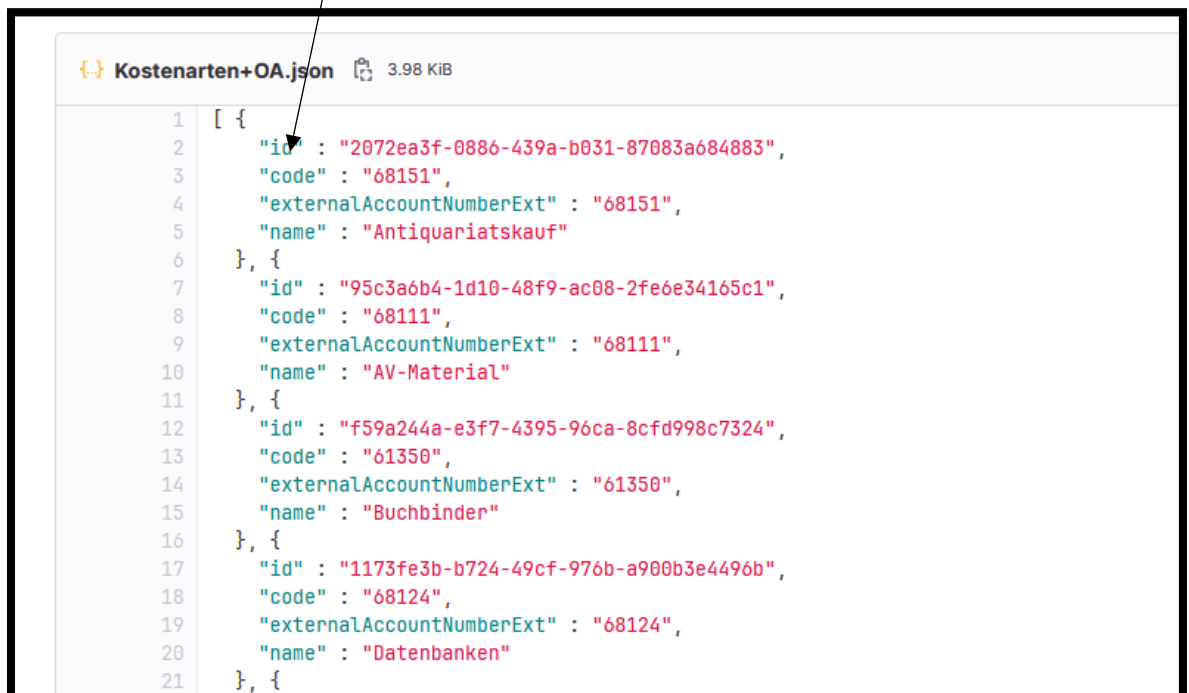 {..} Kostenarten+OA.json 3.98 KiB
1 [ {
2 "id" : "2072ea3f-0886-439a-b031-87083a684883",
3 "code" : "68151",
4 "externalAccountNumberExt" : "68151",
5 "name" : "Antiquariatskauf"
6 }, {
7 "id" : "95c3a6b4-1d10-48f9-ac08-2fe6e34165c1",
8 "code" : "68111",
9 "externalAccountNumberExt" : "68111",
10 "name" : "AV-Material"
11 }, {
12 "id" : "f59a244a-e3f7-4395-96ca-8cfd998c7324",
13 "code" : "61350",
14 "externalAccountNumberExt" : "61350",
15 "name" : "Buchbinder"
16 }, {
17 "id" : "1173fe3b-b724-49cf-976b-a900b3e4496b",
18 "code" : "68124",
19 "externalAccountNumberExt" : "68124",
20 "name" : "Datenbanken"
21 }, {